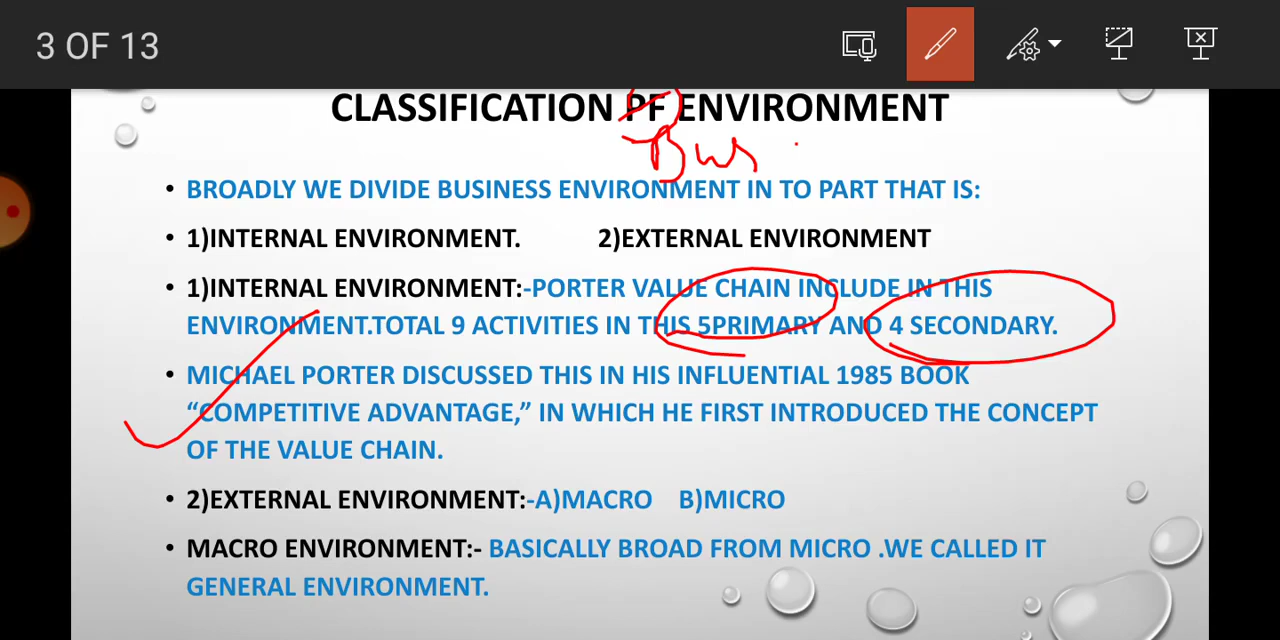 3 OF 13
CLASSIFICATION PF ENVIRONMENT
Bus
• BROADLY WE DIVIDE BUSINESS ENVIRONMENT IN TO PART THAT IS:
• 1)INTERNAL ENVIRONMENT. 2)EXTERNAL ENVIRONMENT
• 1)INTERNAL ENVIRONMENT:-PORTER VALUE CHAIN INCLUDE IN THIS
ENVIRONMENT.TOTAL 9 ACTIVITIES IN THIS 5PRIMARY AND 4 SECONDARY.
• MICHAEL PORTER DISCUSSED THIS IN HIS INFLUENTIAL 1985 BOOK
“COMPETITIVE ADVANTAGE,” IN WHICH HE FIRST INTRODUCED THE CONCEPT
OF THE VALUE CHAIN.
• 2)EXTERNAL ENVIRONMENT:-A)MACRO B)MICRO
• MACRO ENVIRONMENT:- BASICALLY BROAD FROM MICRO .WE CALLED IT
GENERAL ENVIRONMENT.